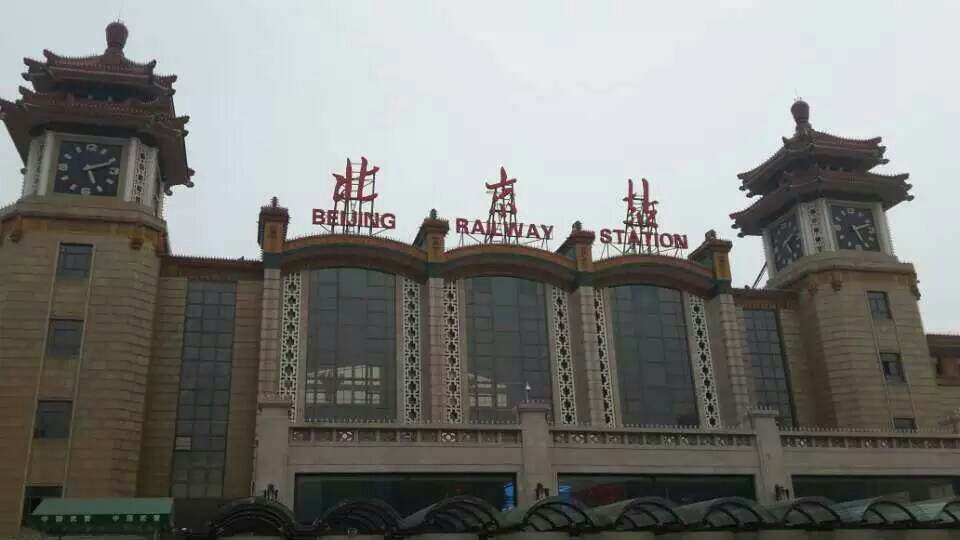 北京站
BEIJING RAILWAY STATION